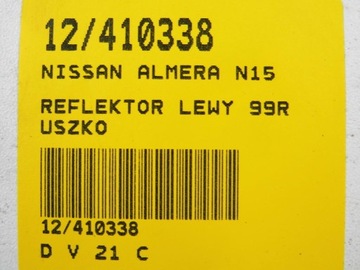 12/410338
NISSAN ALMERA N15
REFLEKTOR LEWY 99R
USZKO
12/410338
D V 21 C